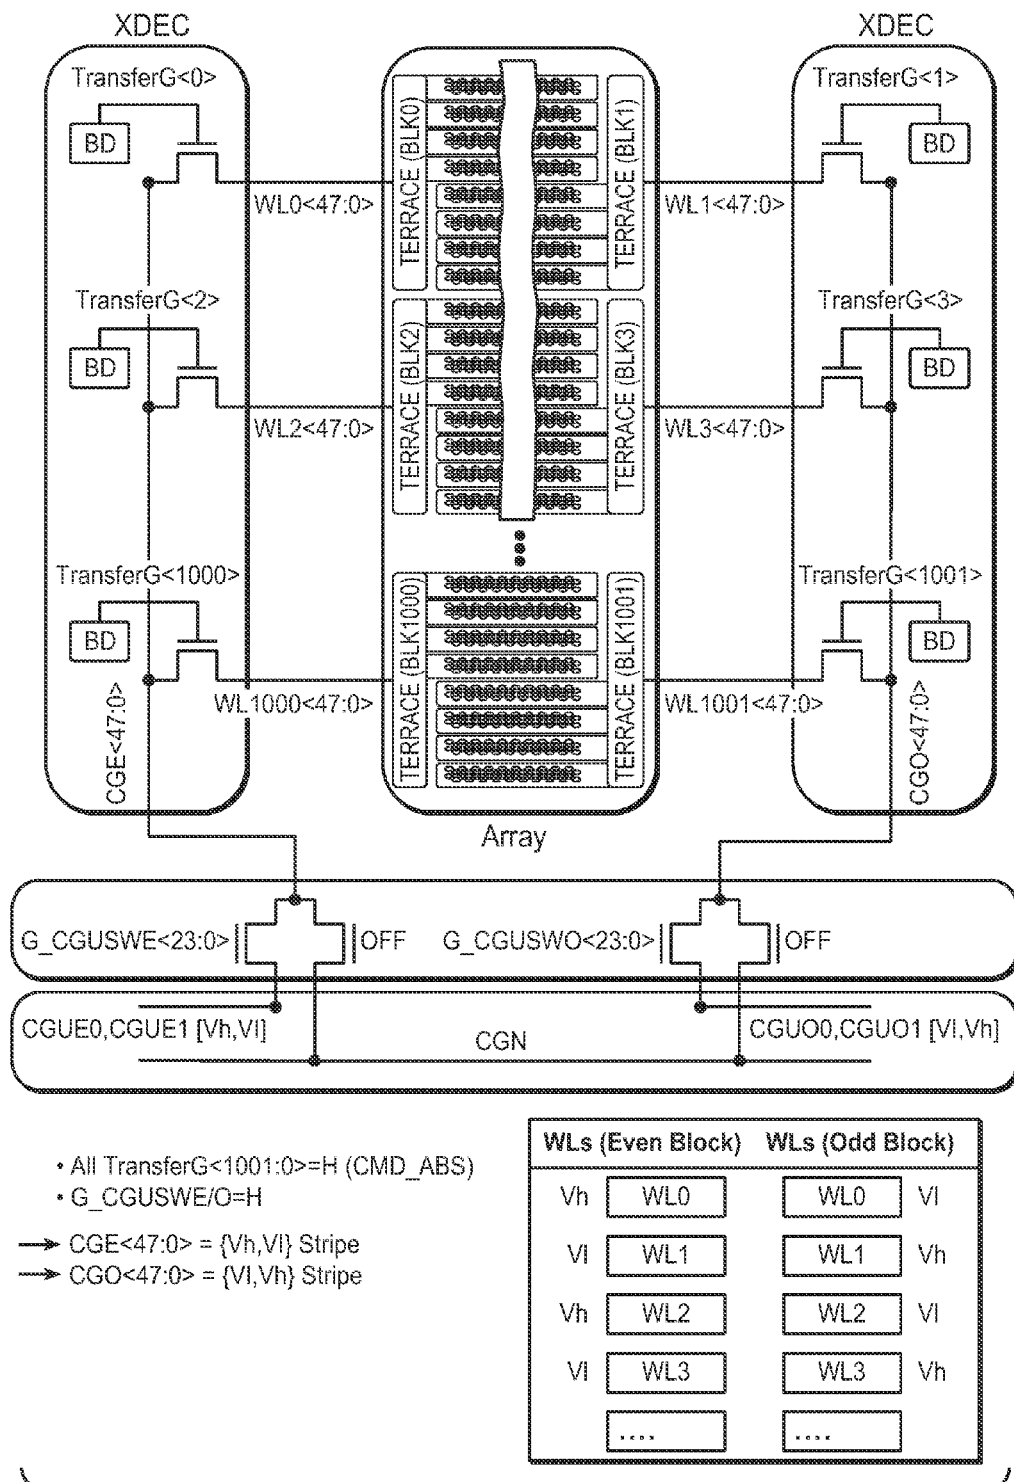 XDEC
XDEC
TransferG<0>
TransferG<1>
BD
BD
TERRACE (BLK0)
TERRACE (BLK1)
WL0<47:0>
WL1<47:0>
TransferG<2>
TransferG<3>
BD
BD
TERRACE (BLK2)
TERRACE (BLK3)
WL2<47:0>
WL3<47:0>
TransferG<1000>
TransferG<1001>
BD
BD
TERRACE (BLK1000)
TERRACE (BLK1001)
WL1000<47:0>
WL1001<47:0>
CGE<47:0>
CGO<47:0>
Array
G_CGUSWE<23:0>
OFF
G_CGUSWO<23:0>
OFF
CGUE0,CGUE1 [Vh,Vl]
CGN
CGUO0,CGUO1 [Vl,Vh]
• All TransferG<1001:0>=H (CMD_ABS)
• G_CGUSWE/O=H
→ CGE<47:0> = {Vh,Vl} Stripe
→ CGO<47:0> = {Vl,Vh} Stripe
WLs (Even Block) WLs (Odd Block)
Vh WL0 WL0 Vl
Vl WL1 WL1 Vh
Vh WL2 WL2 Vl
Vl WL3 WL3 Vh
.... ....